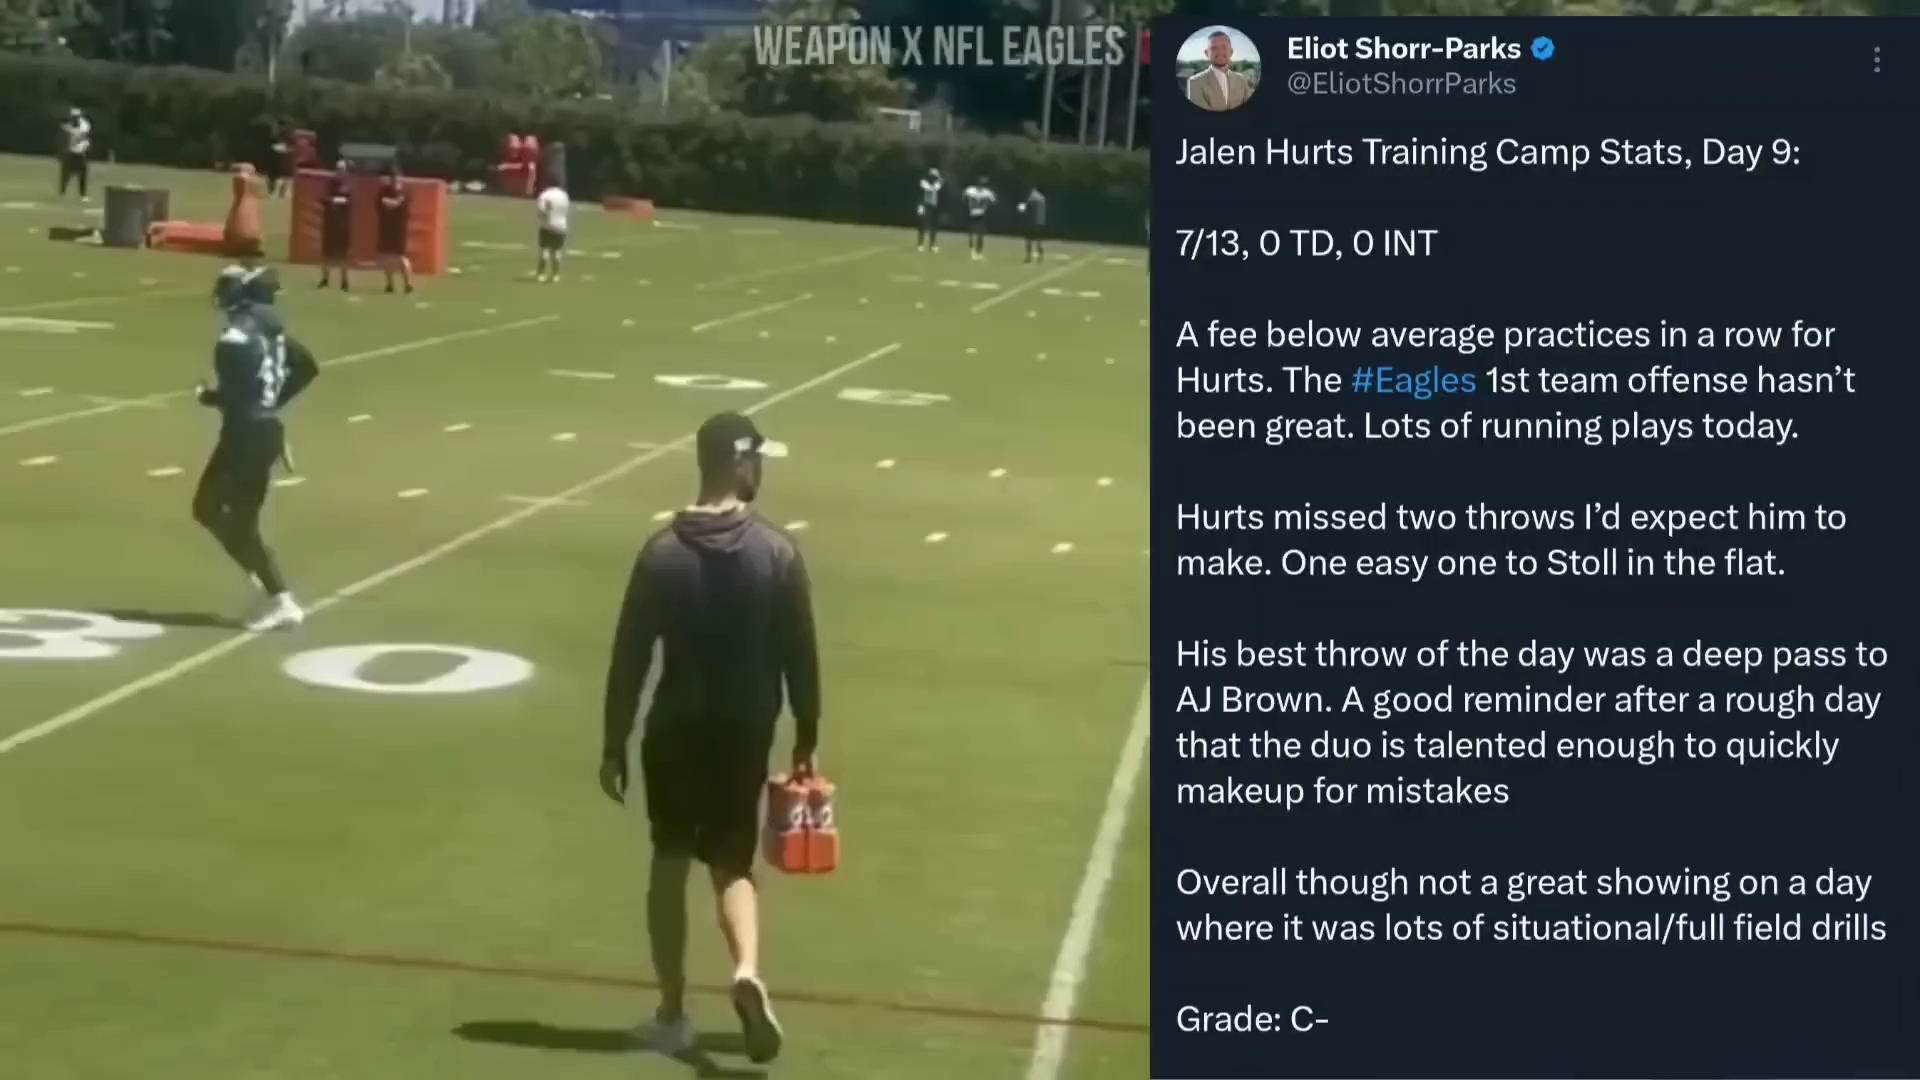 WEAPON X NFL EAGLES
Eliot Shorr-Parks
@EliotShorrParks
Jalen Hurts Training Camp Stats, Day 9:
7/13, 0 TD, 0 INT
A fee below average practices in a row for
Hurts. The #Eagles 1st team offense hasn't
been great. Lots of running plays today.
Hurts missed two throws I'd expect him to
make. One easy one to Stoll in the flat.
His best throw of the day was a deep pass to
AJ Brown. A good reminder after a rough day
that the duo is talented enough to quickly
makeup for mistakes
Overall though not a great showing on a day
where it was lots of situational/full field drills
Grade: C-